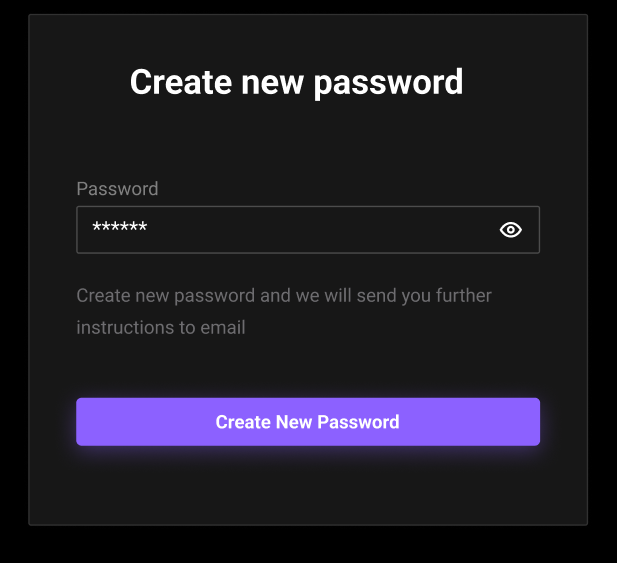 Create new password
Password
******
Create new password and we will send you further
instructions to email
Create New Password